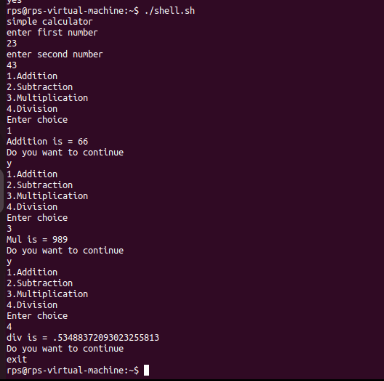 yes
rps@rps-virtual-machine:~$ ./shell.sh
simple calculator
enter first number
23
enter second number
43
1.Addition
2.Subtraction
3.Multiplication
4.Division
Enter choice
1
Addition is = 66
Do you want to continue
y
1.Addition
2.Subtraction
3.Multiplication
4.Division
Enter choice
3
Mul is = 989
Do you want to continue
y
1.Addition
2.Subtraction
3.Multiplication
4.Division
Enter choice
4
div is = .53488372093023255813
Do you want to continue
exit
rps@rps-virtual-machine:~$